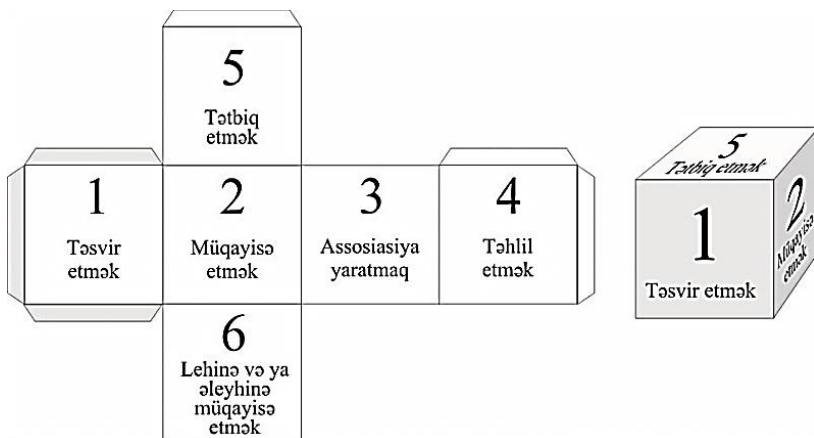 5
Tətbiq
etmək
1
Təsvir
etmək
2
Müqayisə
etmək
3
Assosiasiya
yaratmaq
4
Təhlil
etmək
6
Lehinə və ya
əleyhinə
müqayisə
etmək
5
Tətbiq etmək
1
Təsvir etmək
2
Müqayisə
etmək